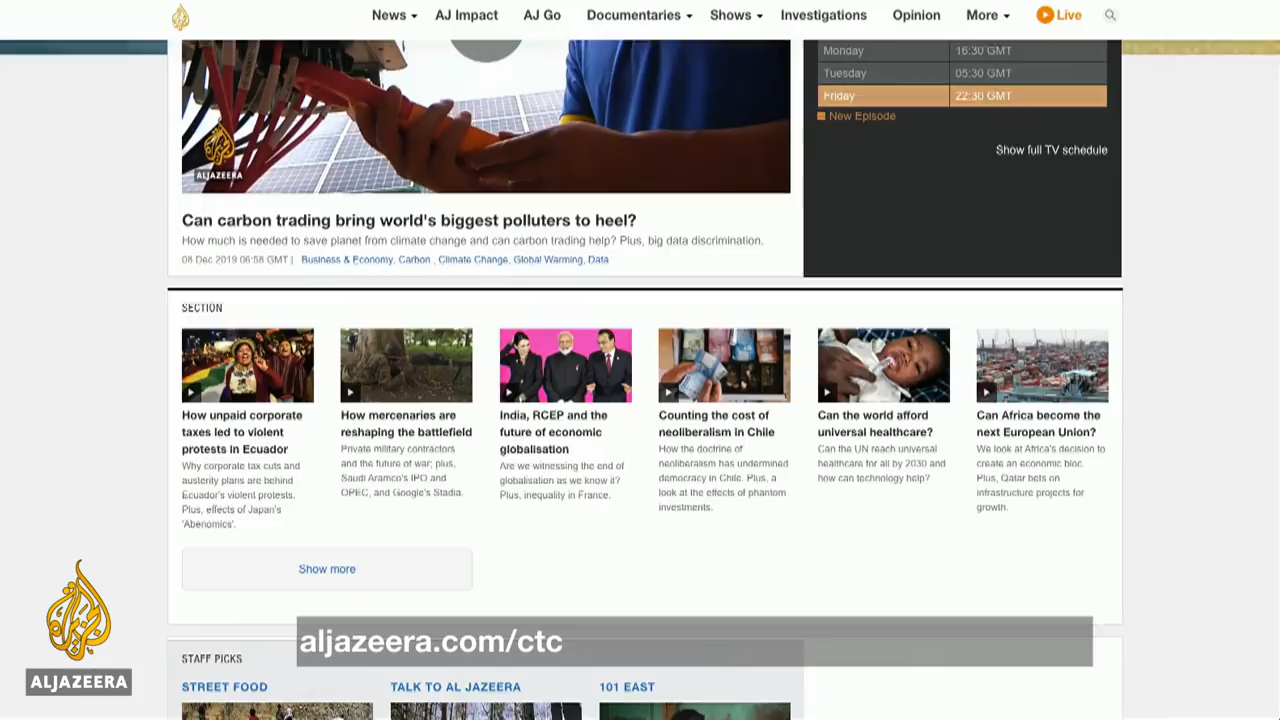 News
AJ Impact
AJ Go
Documentaries
Shows
Investigations
Opinion
More
Live
Monday 16:30 GMT
Tuesday 05:30 GMT
Friday 22:30 GMT
New Episode
Show full TV schedule
ALJAZEERA
Can carbon trading bring world's biggest polluters to heel?
How much is needed to save planet from climate change and can carbon trading help? Plus, big data discrimination.
08 Dec 2019 06:58 GMT | Business & Economy, Carbon , Climate Change, Global Warming, Data
SECTION
How unpaid corporate
taxes led to violent
protests in Ecuador
Why corporate tax cuts and
austerity plans are behind
Ecuador's violent protests.
Plus, effects of Japan's
'Abenomics'.
How mercenaries are
reshaping the battlefield
Private military contractors
and the future of war; plus,
Saudi Aramco's IPO and
OPEC, and Google's Stadia.
India, RCEP and the
future of economic
globalisation
Are we witnessing the end of
globalisation as we know it?
Plus, inequality in France.
Counting the cost of
neoliberalism in Chile
How the doctrine of
neoliberalism has undermined
democracy in Chile. Plus, a
look at the effects of phantom
investments.
Can the world afford
universal healthcare?
Can the UN reach universal
healthcare for all by 2030 and
how can technology help?
Can Africa become the
next European Union?
We look at Africa's decision to
create an economic bloc.
Plus, Qatar bets on
infrastructure projects for
growth.
Show more
aljazeera.com/ctc
STAFF PICKS
STREET FOOD
TALK TO AL JAZEERA
101 EAST
ALJAZEERA